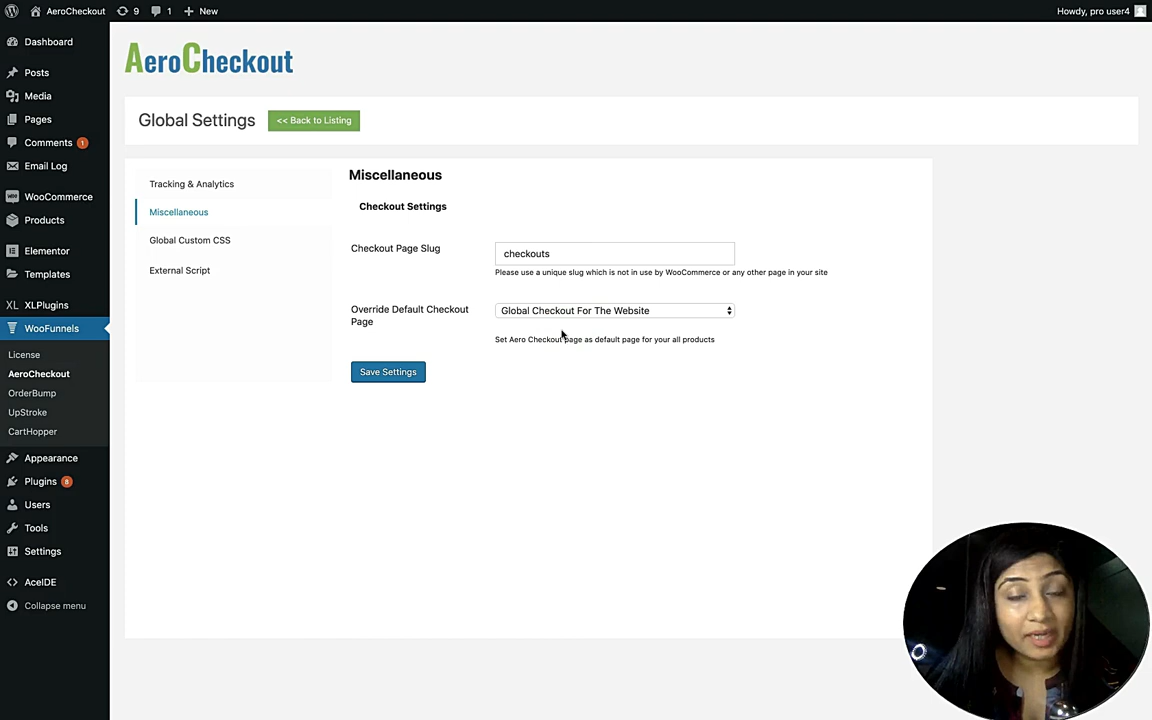 AeroCheckout
9
1
New
Howdy, pro user4
Dashboard
Posts
Media
Pages
Comments 1
Email Log
WooCommerce
Products
Elementor
Templates
XL XLPlugins
WooFunnels
License
AeroCheckout
OrderBump
UpStroke
CartHopper
Appearance
Plugins 8
Users
Tools
Settings
AceIDE
Collapse menu
AeroCheckout
Global Settings
<< Back to Listing
Tracking & Analytics
Miscellaneous
Global Custom CSS
External Script
Miscellaneous
Checkout Settings
Checkout Page Slug
checkouts
Please use a unique slug which is not in use by WooCommerce or any other page in your site
Override Default Checkout
Page
Global Checkout For The Website
Set Aero Checkout page as default page for your all products
Save Settings